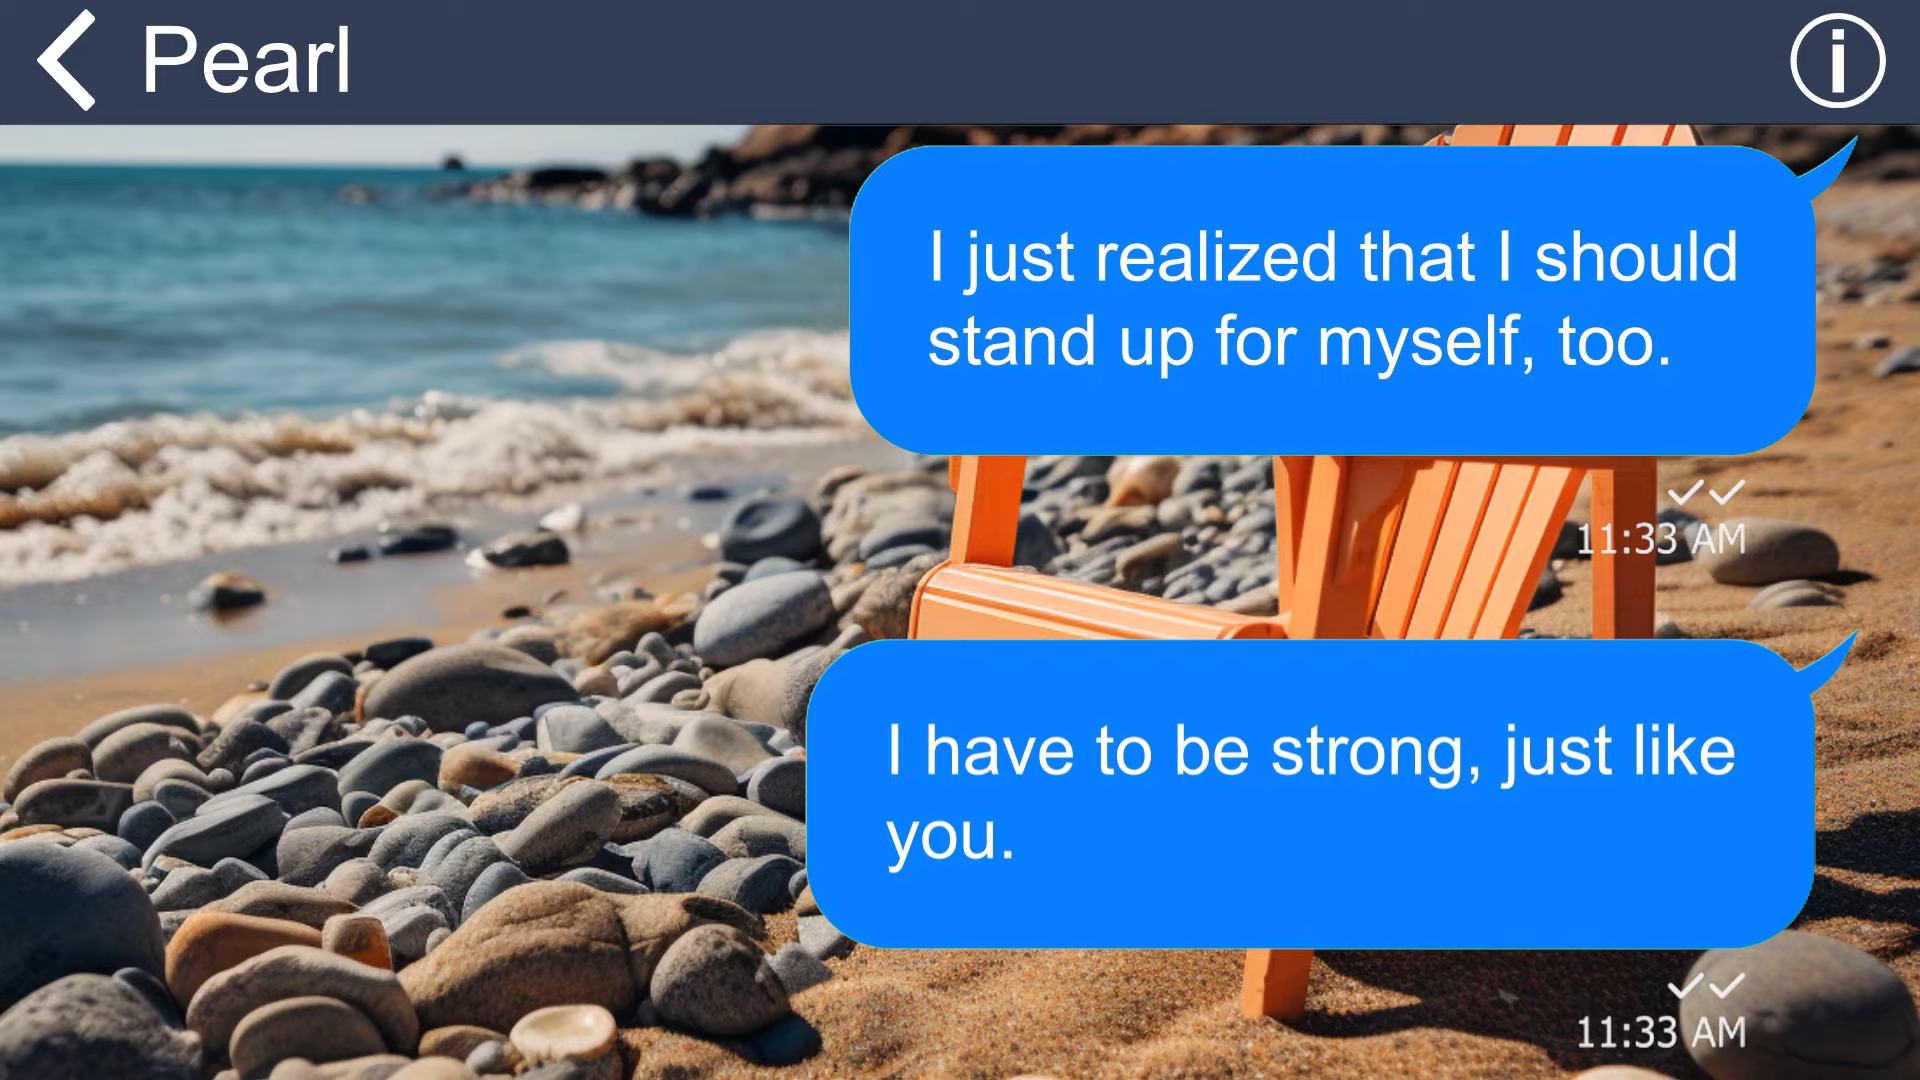 Pearl
I just realized that I should
stand up for myself, too.
11:33 AM
I have to be strong, just like
you.
11:33 AM